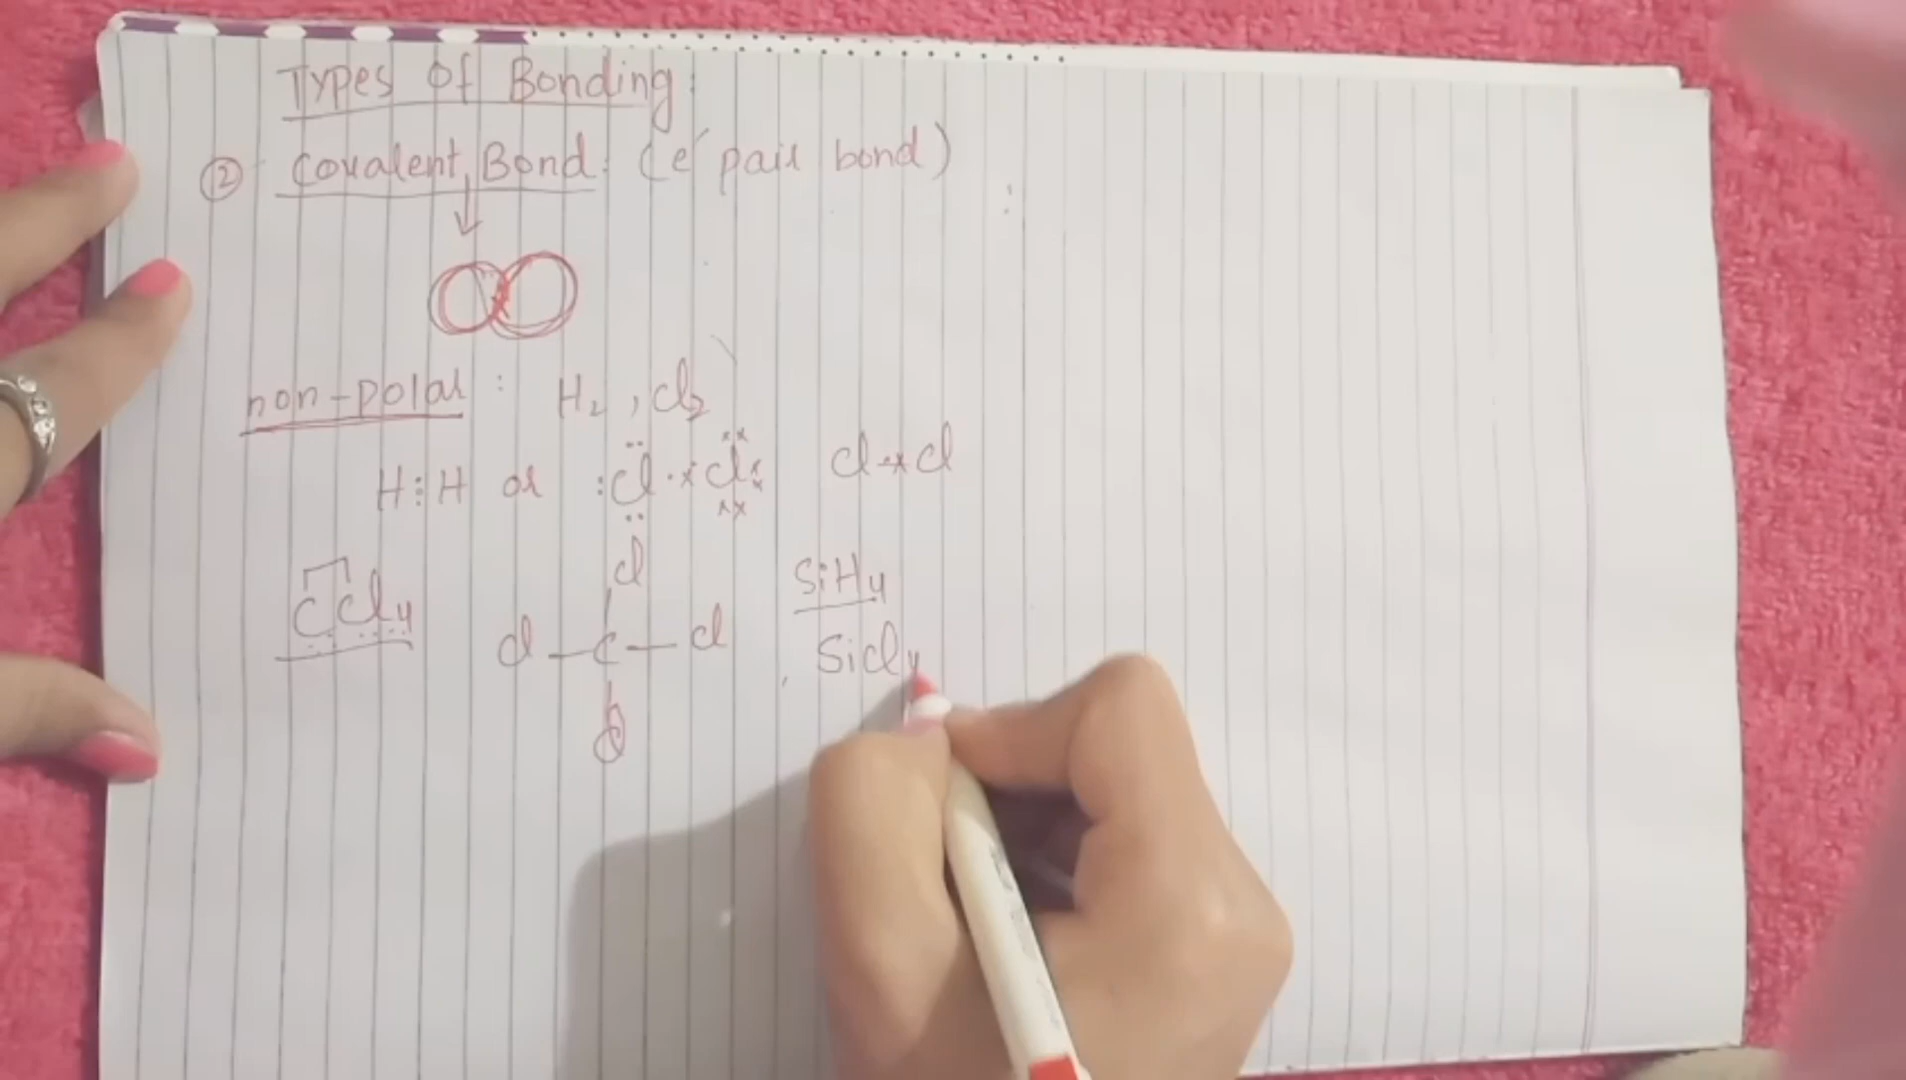 Types Of Bonding:
② Covalent Bond: (e⁻ pair bond)
non-polar : H₂ , Cl₂
H:H or :Cl·×Cl Cl·×Cl
Cl
CCl₄ Cl—C—Cl SiH₄
, SiCl₄